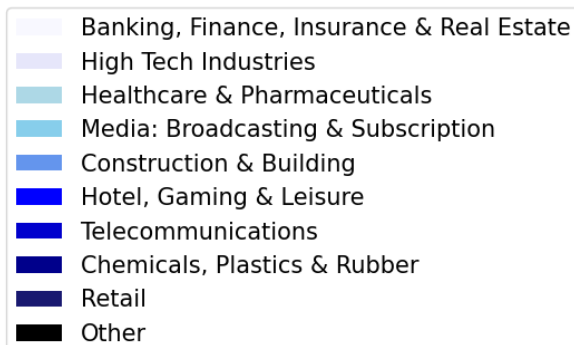 Banking, Finance, Insurance & Real Estate
High Tech Industries
Healthcare & Pharmaceuticals
Media: Broadcasting & Subscription
Construction & Building
Hotel, Gaming & Leisure
Telecommunications
Chemicals, Plastics & Rubber
Retail
Other